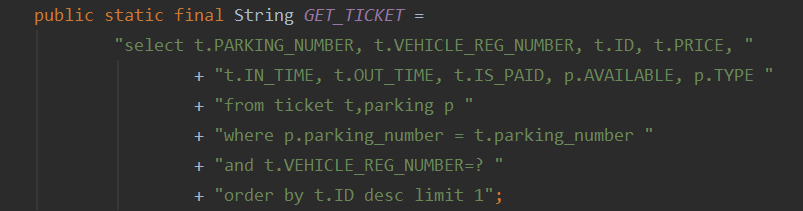 public static final String GET_TICKET =
"select t.PARKING_NUMBER, t.VEHICLE_REG_NUMBER, t.ID, t.PRICE, "
+ "t.IN_TIME, t.OUT_TIME, t.IS_PAID, p.AVAILABLE, p.TYPE "
+ "from ticket t,parking p "
+ "where p.parking_number = t.parking_number "
+ "and t.VEHICLE_REG_NUMBER=? "
+ "order by t.ID desc limit 1";